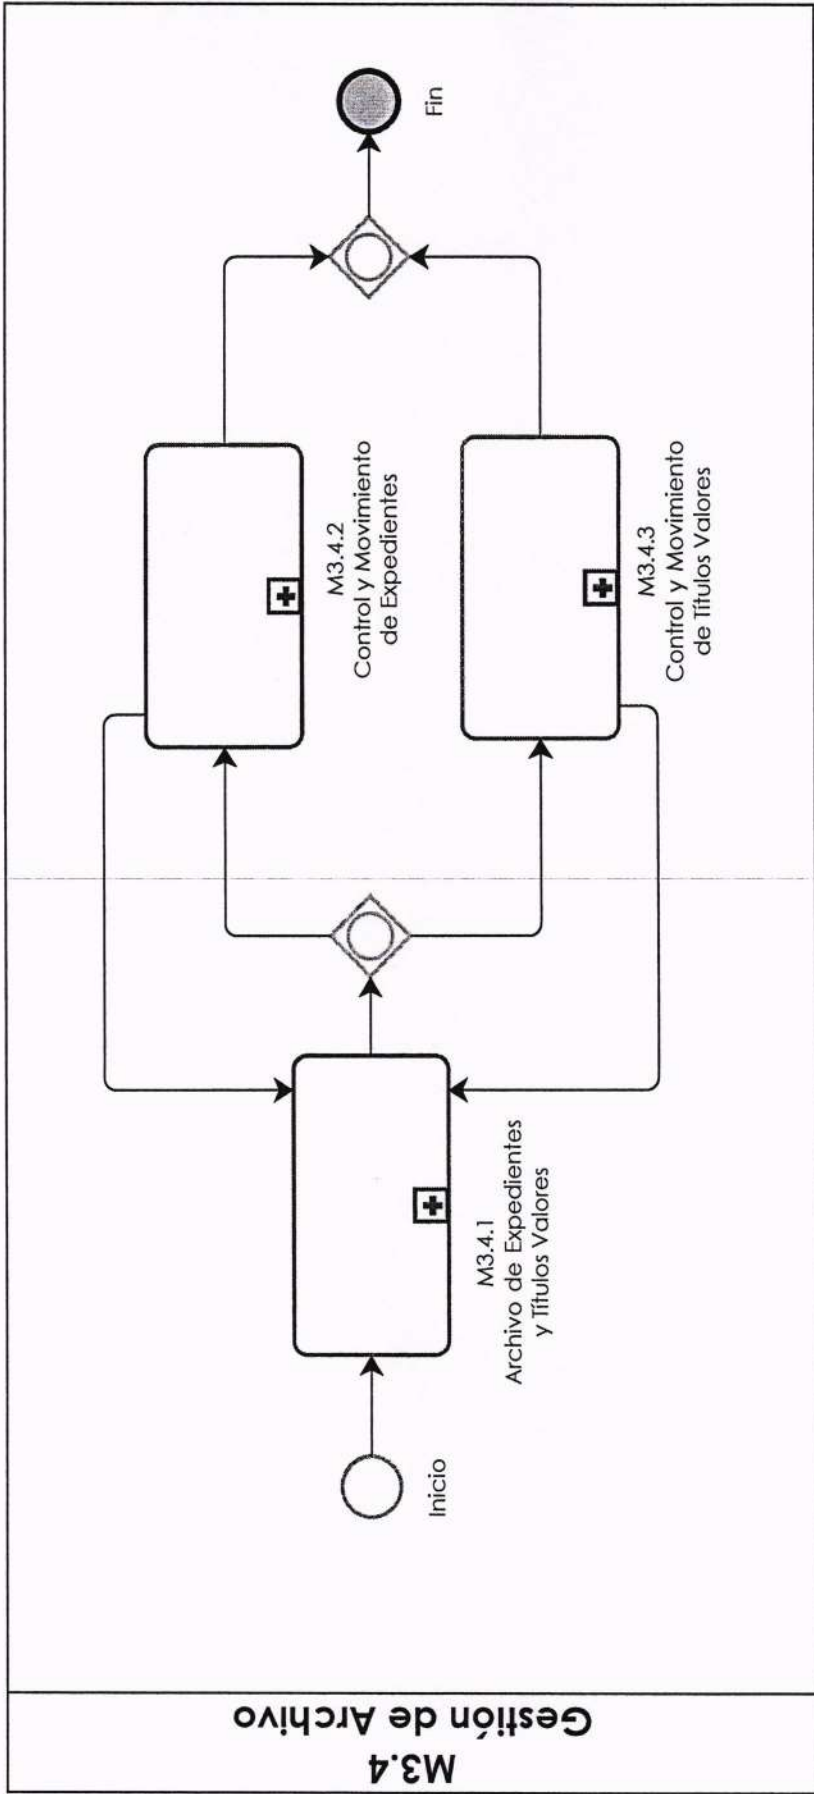 M3.4
Gestión de Archivo
Inicio
M3.4.1
Archivo de Expedientes
y Títulos Valores
M3.4.2
Control y Movimiento
de Expedientes
M3.4.3
Control y Movimiento
de Títulos Valores
Fin